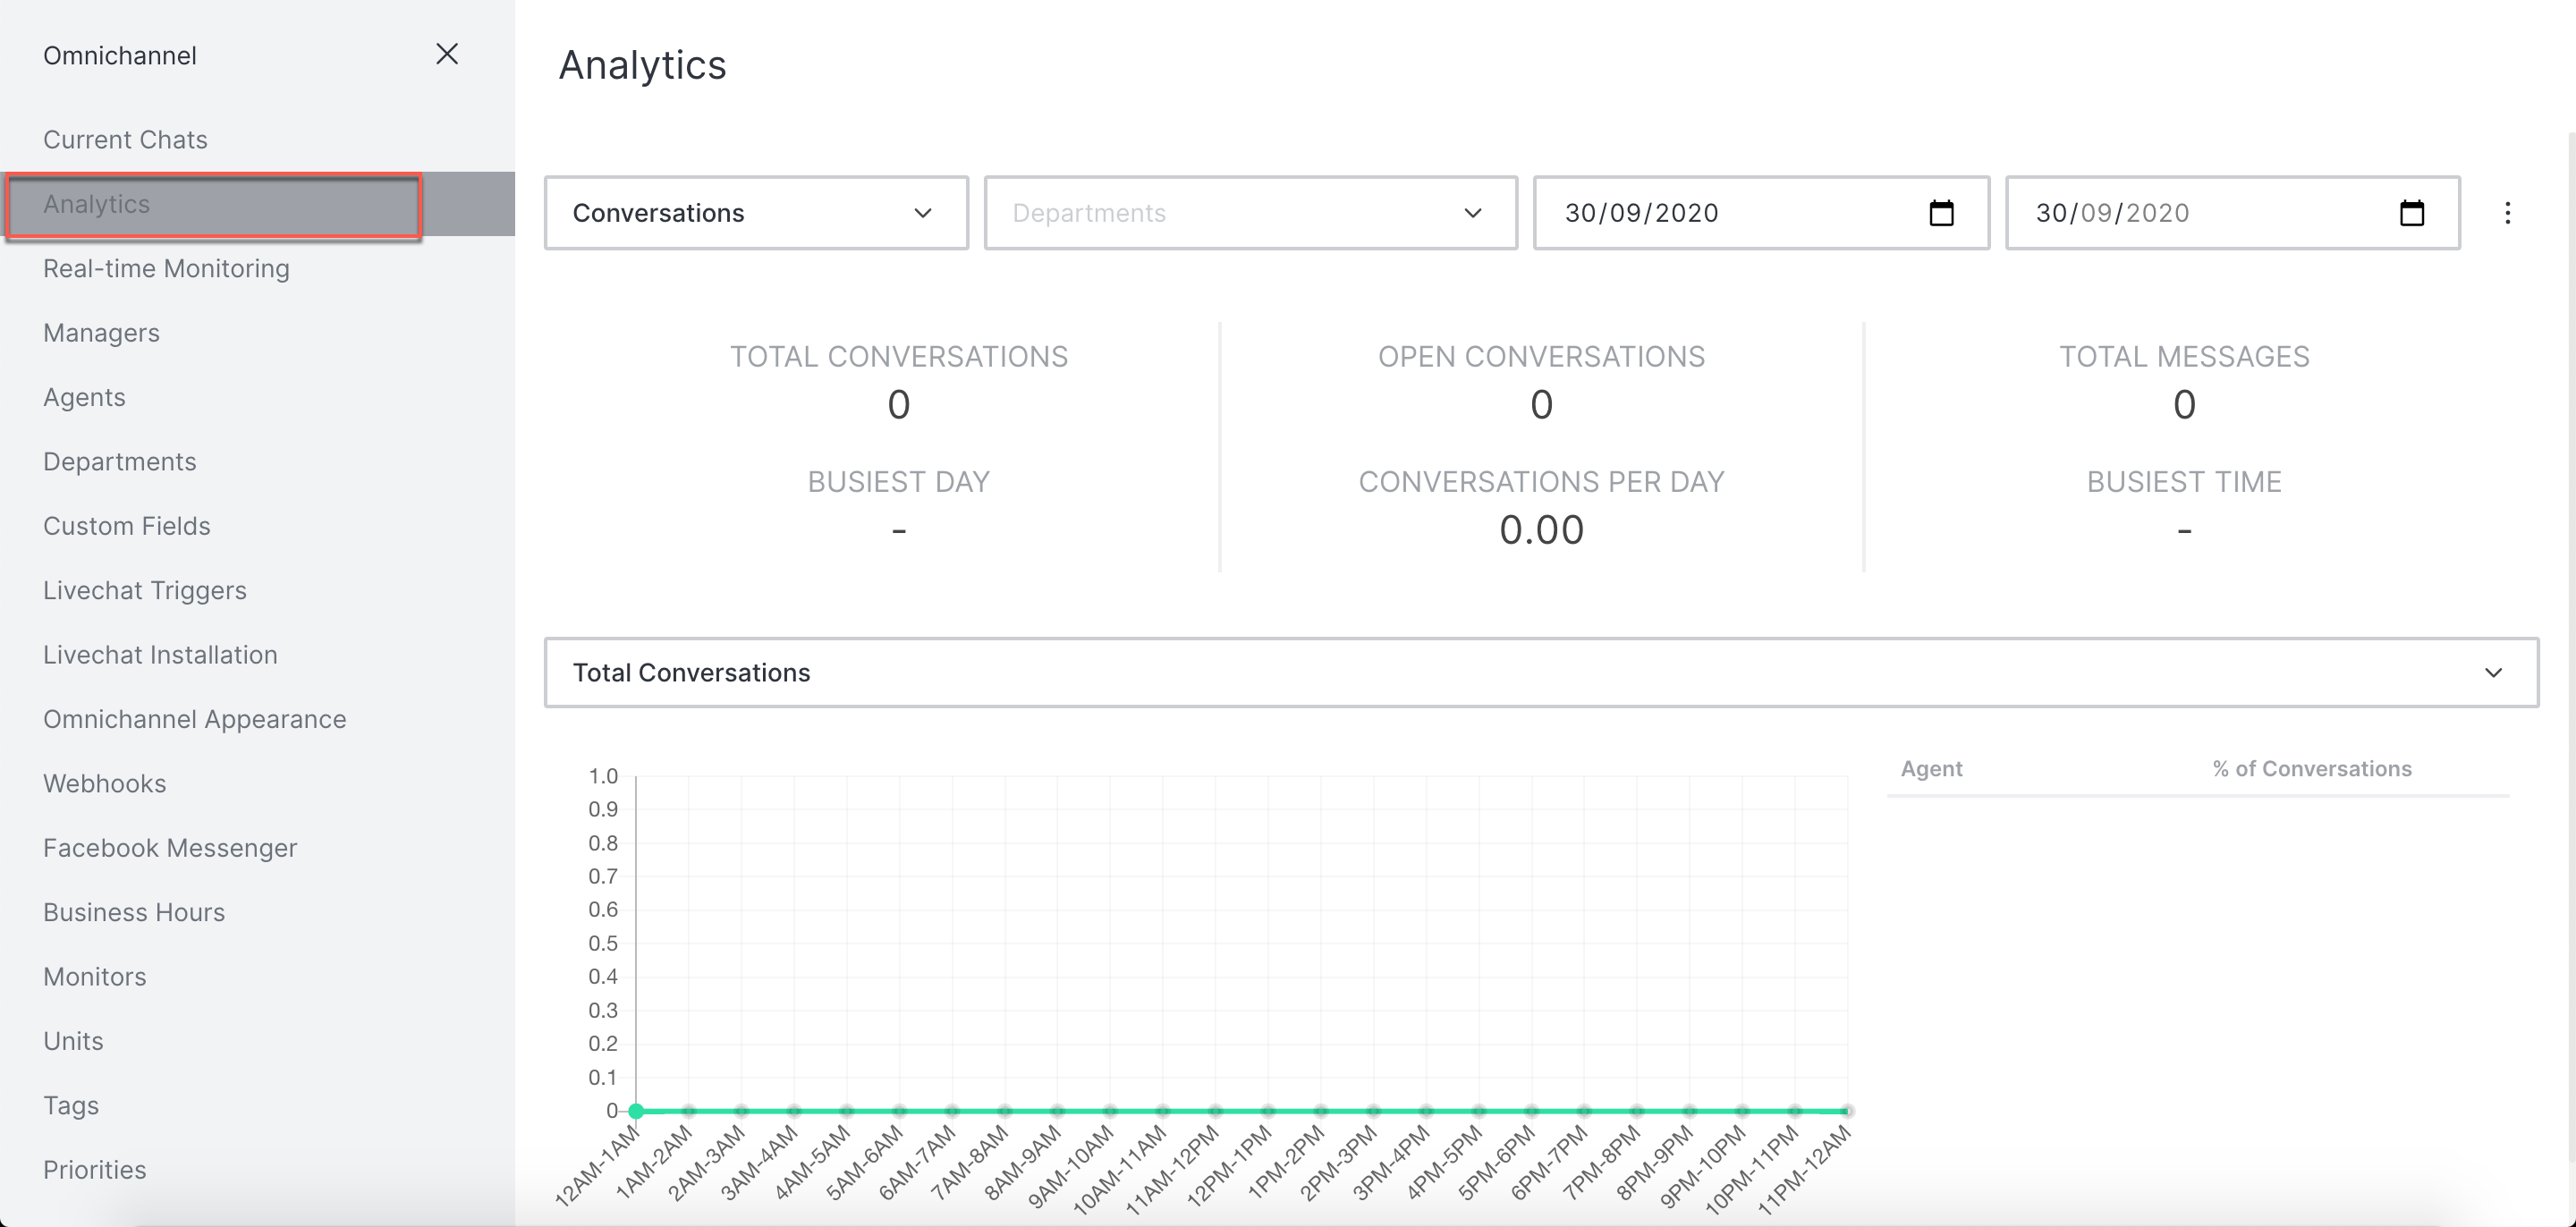 Omnichannel
Current Chats
Analytics
Real-time Monitoring
Managers
Agents
Departments
Custom Fields
Livechat Triggers
Livechat Installation
Omnichannel Appearance
Webhooks
Facebook Messenger
Business Hours
Monitors
Units
Tags
Priorities
Analytics
Conversations
Departments
30/09/2020
30/09/2020
TOTAL CONVERSATIONS
0
OPEN CONVERSATIONS
0
TOTAL MESSAGES
0
BUSIEST DAY
-
CONVERSATIONS PER DAY
0.00
BUSIEST TIME
-
Total Conversations
1.0
0.9
0.8
0.7
0.6
0.5
0.4
0.3
0.2
0.1
0
12AM-1AM
1AM-2AM
2AM-3AM
3AM-4AM
4AM-5AM
5AM-6AM
6AM-7AM
7AM-8AM
8AM-9AM
9AM-10AM
10AM-11AM
11AM-12PM
12PM-1PM
1PM-2PM
2PM-3PM
3PM-4PM
4PM-5PM
5PM-6PM
6PM-7PM
7PM-8PM
8PM-9PM
9PM-10PM
10PM-11PM
11PM-12AM
Agent
% of Conversations